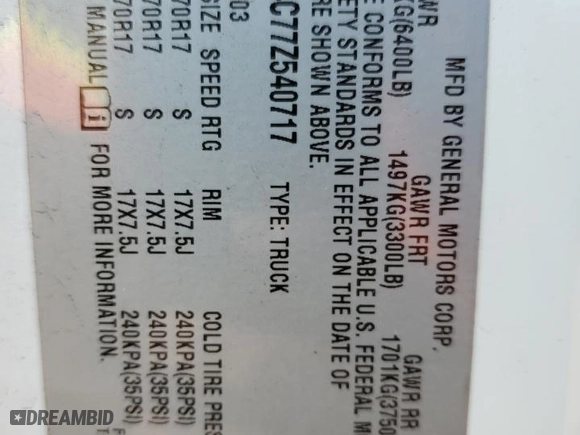 MFD BY GENERAL MOTORS CORP.
WR GAWR FRT GAWR RR
KG(6400LB) 1497KG(3300LB) 1701KG(3750
E CONFORMS TO ALL APPLICABLE U.S. FEDERAL M
ETY STANDARDS IN EFFECT ON THE DATE OF
RE SHOWN ABOVE.
C77Z540717 TYPE: TRUCK
03
SIZE SPEED RTG RIM COLD TIRE PRES
70R17 S 17X7.5J 240KPA(35PSI)
70R17 S 17X7.5J 240KPA(35PSI)
70R17 S 17X7.5J 240KPA(35PSI)
MANUAL i FOR MORE INFORMATION.
DREAMBID